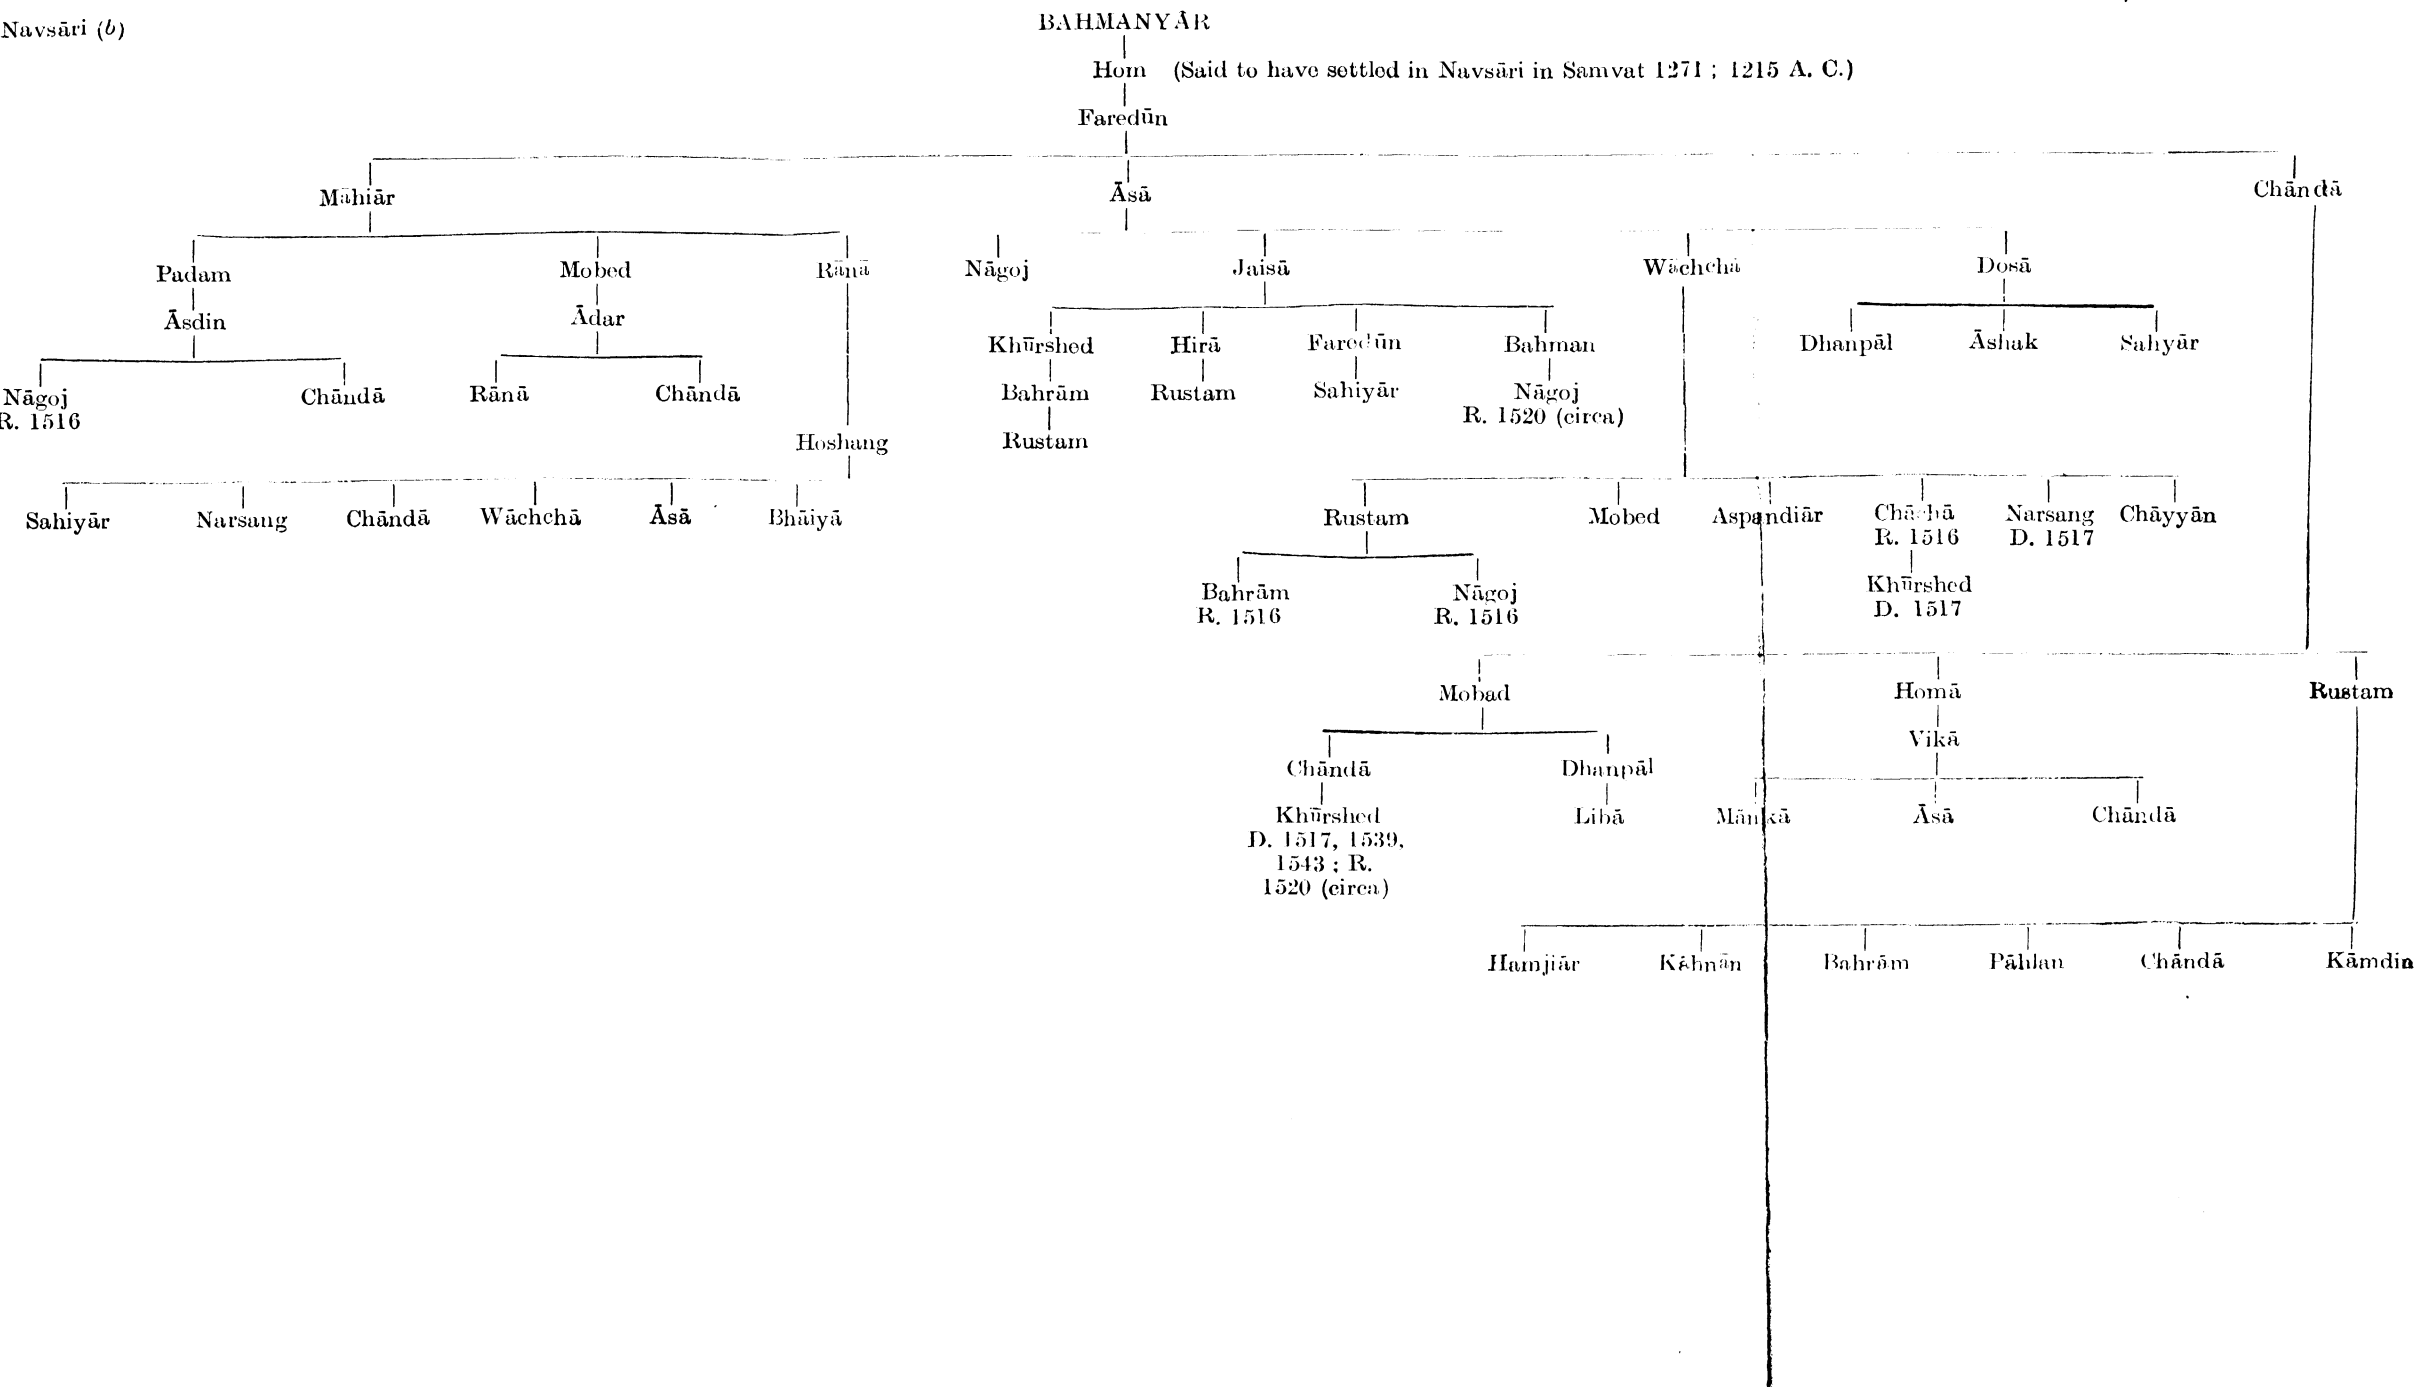 Navsāri (b)
BAHMANYĀR
Hom (Said to have settled in Navsāri in Samvat 1271 ; 1215 A. C.)
Faredūn
Māhiār Āsā Chāndā
Padam Mobed Rānā Nāgoj Jaisā Wāchchā Dosā
Āsdin Ādar
Khūrshed Hirā Faredūn Bahman Dhanpāl Āshak Sahyār
Nāgoj Chāndā Rānā Chāndā Bahrām Rustam Sahiyār Nāgoj
R. 1516 R. 1520 (circa)
Hoshang Rustam
Sahiyār Narsang Chāndā Wāchchā Āsā Bhāiyā Rustam Mobed Aspandiār Narsang Chāyyān
R. 1516 D. 1517
Bahrām Nāgoj Khūrshed
R. 1516 R. 1516 D. 1517
Mobad Homā Rustam
Vikā
Chāndā Dhanpāl
Khūrshed Libā Āsā Chāndā
D. 1517, 1539,
1543 ; R.
1520 (circa)
Hamjiār Bahrām Pāhlan Chāndā Kāmdin